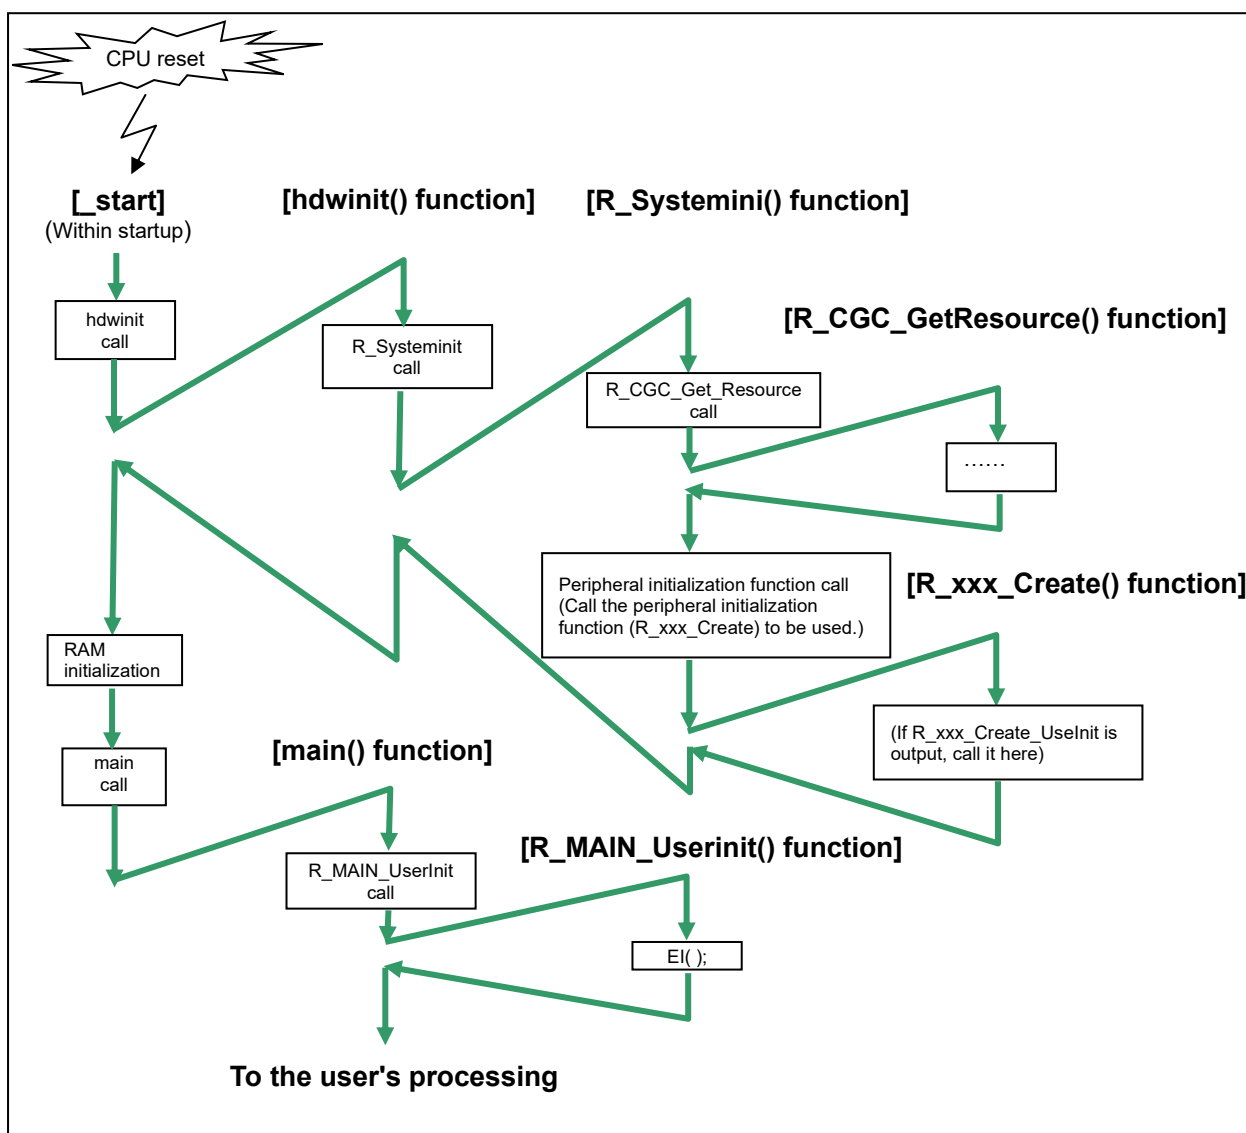 CPU reset
[_start]
(Within startup)
[hdwinit() function]
[R_Systemini() function]
hdwinit
call
R_Systeminit
call
[R_CGC_GetResource() function]
R_CGC_Get_Resource
call
......
Peripheral initialization function call
(Call the peripheral initialization
function (R_xxx_Create) to be used.)
[R_xxx_Create() function]
RAM
initialization
(If R_xxx_Create_UseInit is
output, call it here)
main
call
[main() function]
R_MAIN_UserInit
call
[R_MAIN_Userinit() function]
EI( );
To the user's processing